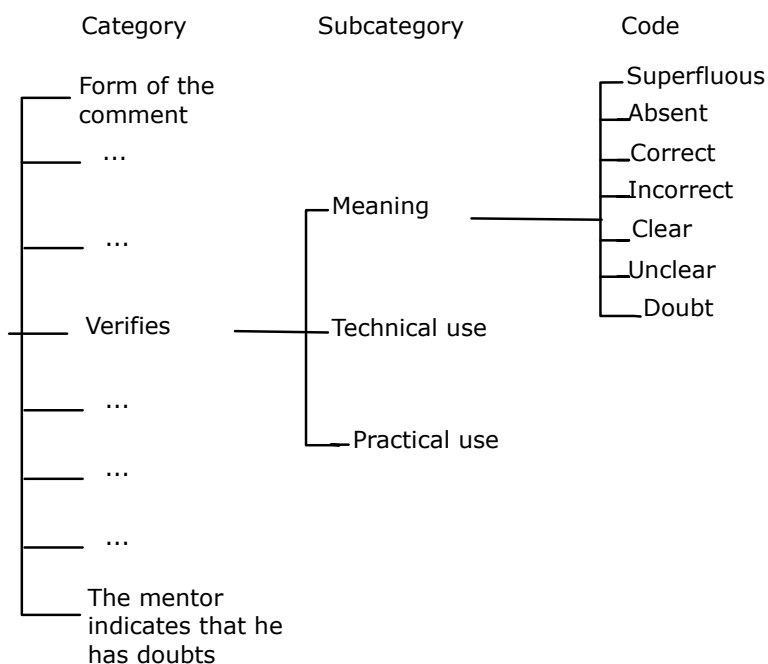 Category Subcategory Code
Form of the
comment
...
...
Verifies
...
...
...
The mentor
indicates that he
has doubts
Meaning
Technical use
Practical use
Superfluous
Absent
Correct
Incorrect
Clear
Unclear
Doubt